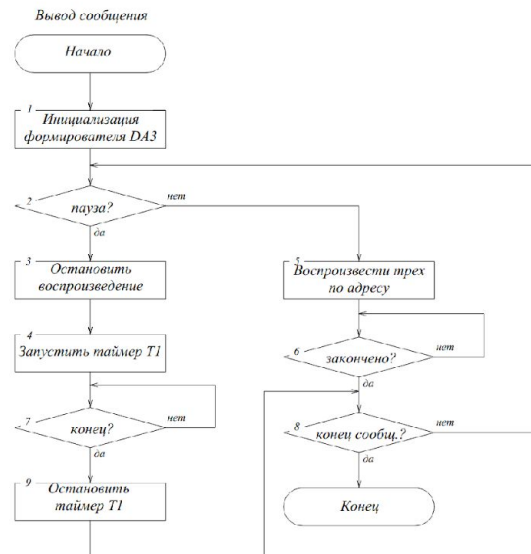 Вывод сообщения
Начало
1
Инициализация
формирователя DA3
2
пауза?
нет
да
3
Остановить
воспроизведение
5
Воспроизвести трех
по адресу
4
Запустить таймер T1
6
закончено?
нет
да
7
конец?
нет
да
8
конец сообщ.?
нет
да
9
Остановить
таймер T1
Конец